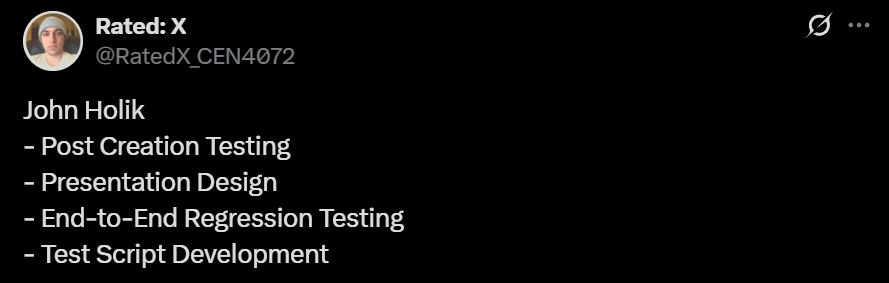 Rated: X
@RatedX_CEN4072
John Holik
- Post Creation Testing
- Presentation Design
- End-to-End Regression Testing
- Test Script Development